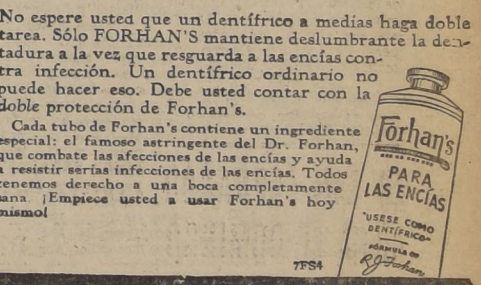 No espere usted que un dentífrico a medias haga doble
tarea. Sólo FORHAN'S mantiene deslumbrante la den-
tadura a la vez que resguarda a las encías con-
tra infección. Un dentífrico ordinario no
puede hacer eso. Debe usted contar con la
doble protección de Forhan's.
Cada tubo de Forhan's contiene un ingrediente
especial: el famoso astringente del Dr. Forhan,
que combate las afecciones de las encías y ayuda
a resistir serias infecciones de las encías. Todos
tenemos derecho a una boca completamente
sana. ¡Empiece usted a usar Forhan's hoy
mismo!
7FS4
Forhan's
PARA
LAS ENCÍAS
"USESE COMO
DENTÍFRICO"
FÓRMULA DE
R J Forhan